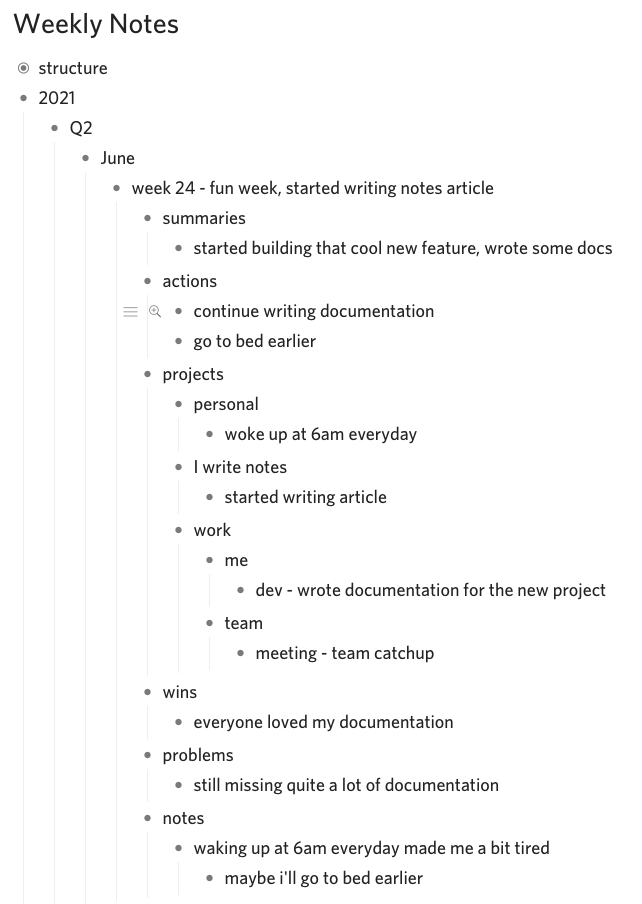 Weekly Notes
structure
2021
Q2
June
week 24 - fun week, started writing notes article
summaries
started building that cool new feature, wrote some docs
actions
continue writing documentation
go to bed earlier
projects
personal
woke up at 6am everyday
I write notes
started writing article
work
me
dev - wrote documentation for the new project
team
meeting - team catchup
wins
everyone loved my documentation
problems
still missing quite a lot of documentation
notes
waking up at 6am everyday made me a bit tired
maybe i'll go to bed earlier